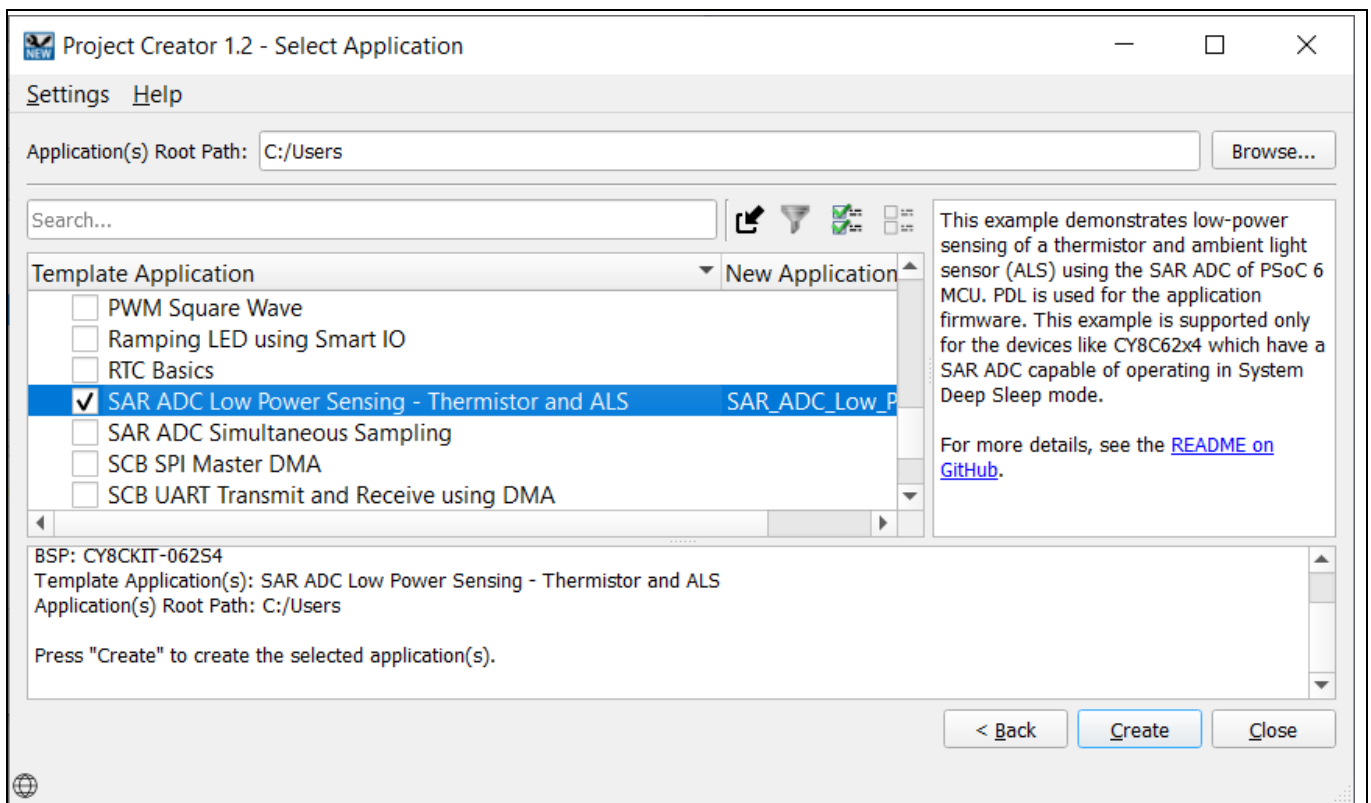 NEW
Project Creator 1.2 - Select Application
Settings Help
Application(s) Root Path: C:/Users Browse...
Search...
Template Application New Application
PWM Square Wave
Ramping LED using Smart IO
RTC Basics
SAR ADC Low Power Sensing - Thermistor and ALS SAR_ADC_Low_P
SAR ADC Simultaneous Sampling
SCB SPI Master DMA
SCB UART Transmit and Receive using DMA
This example demonstrates low-power
sensing of a thermistor and ambient light
sensor (ALS) using the SAR ADC of PSoC 6
MCU. PDL is used for the application
firmware. This example is supported only
for the devices like CY8C62x4 which have a
SAR ADC capable of operating in System
Deep Sleep mode.
For more details, see the README on
GitHub.
BSP: CY8CKIT-062S4
Template Application(s): SAR ADC Low Power Sensing - Thermistor and ALS
Application(s) Root Path: C:/Users
Press "Create" to create the selected application(s).
< Back Create Close